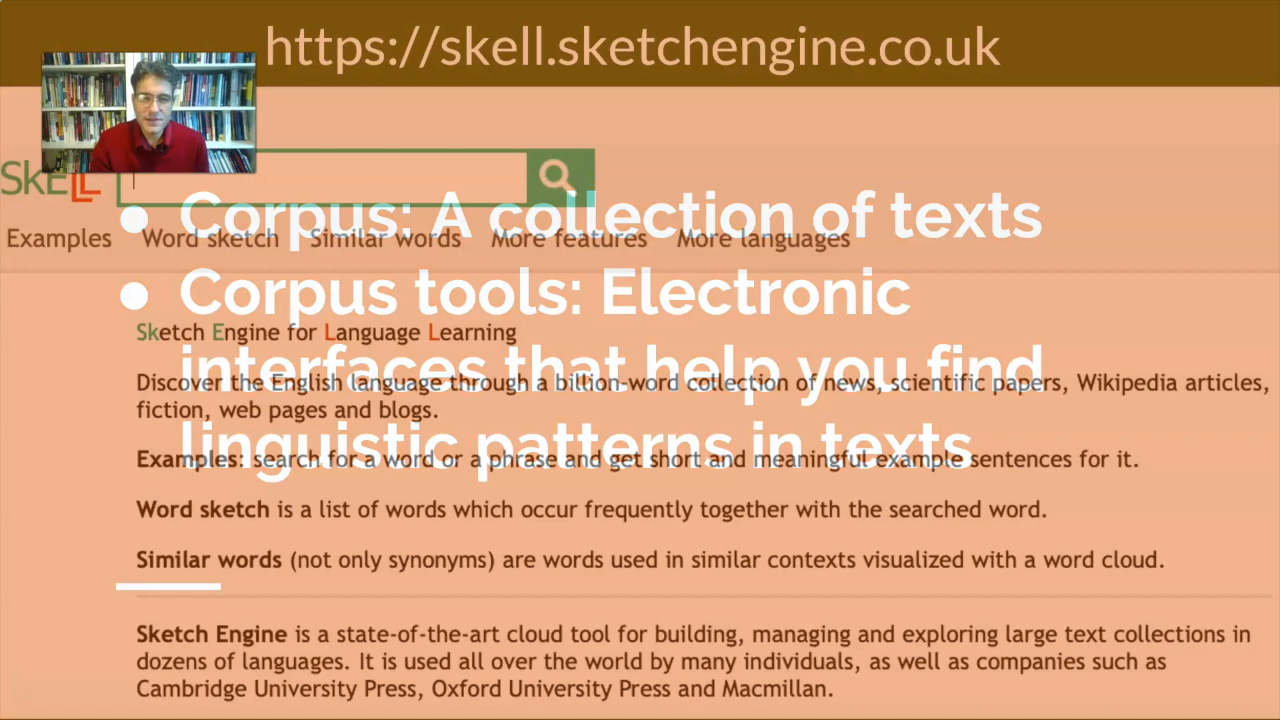 https://skell.sketchengine.co.uk
SkELL
• Corpus: A collection of texts
Examples Word sketch Similar words More features More languages
• Corpus tools: Electronic
interfaces that help you find
linguistic patterns in texts
Sketch Engine for Language Learning
Discover the English language through a billion-word collection of news, scientific papers, Wikipedia articles,
fiction, web pages and blogs.
Examples: search for a word or a phrase and get short and meaningful example sentences for it.
Word sketch is a list of words which occur frequently together with the searched word.
Similar words (not only synonyms) are words used in similar contexts visualized with a word cloud.
Sketch Engine is a state-of-the-art cloud tool for building, managing and exploring large text collections in
dozens of languages. It is used all over the world by many individuals, as well as companies such as
Cambridge University Press, Oxford University Press and Macmillan.